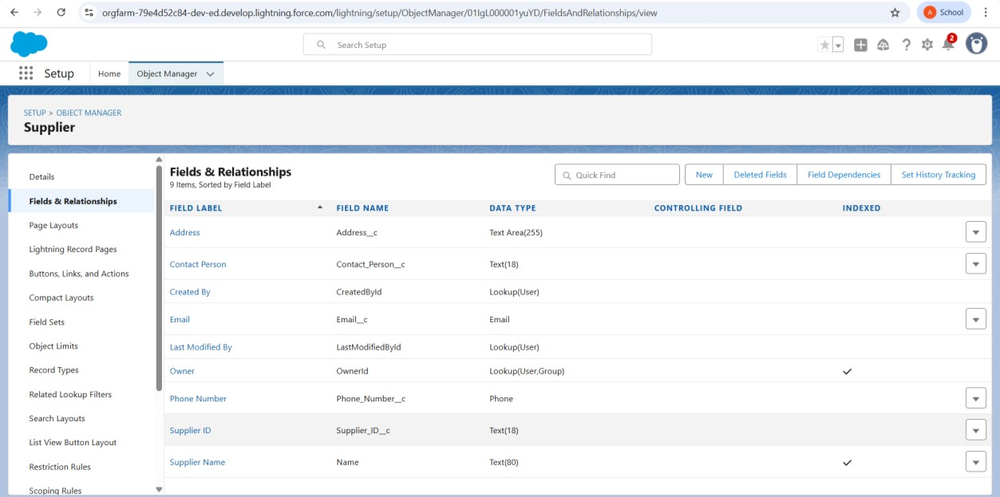 orgfarm-79e4d52c84-dev-ed.develop.lightning.force.com/lightning/setup/ObjectManager/01IgL000001yuYD/FieldsAndRelationships/view
A School
Search Setup
2
Setup Home Object Manager
SETUP > OBJECT MANAGER
Supplier
Details
Fields & Relationships
Page Layouts
Lightning Record Pages
Buttons, Links, and Actions
Compact Layouts
Field Sets
Object Limits
Record Types
Related Lookup Filters
Search Layouts
List View Button Layout
Restriction Rules
Scoping Rules
Fields & Relationships
9 Items, Sorted by Field Label
Quick Find New Deleted Fields Field Dependencies Set History Tracking
FIELD LABEL FIELD NAME DATA TYPE CONTROLLING FIELD INDEXED
Address Address__c Text Area(255)
Contact Person Contact_Person__c Text(18)
Created By CreatedById Lookup(User)
Email Email__c Email
Last Modified By LastModifiedById Lookup(User)
Owner OwnerId Lookup(User,Group)
Phone Number Phone_Number__c Phone
Supplier ID Supplier_ID__c Text(18)
Supplier Name Name Text(80)